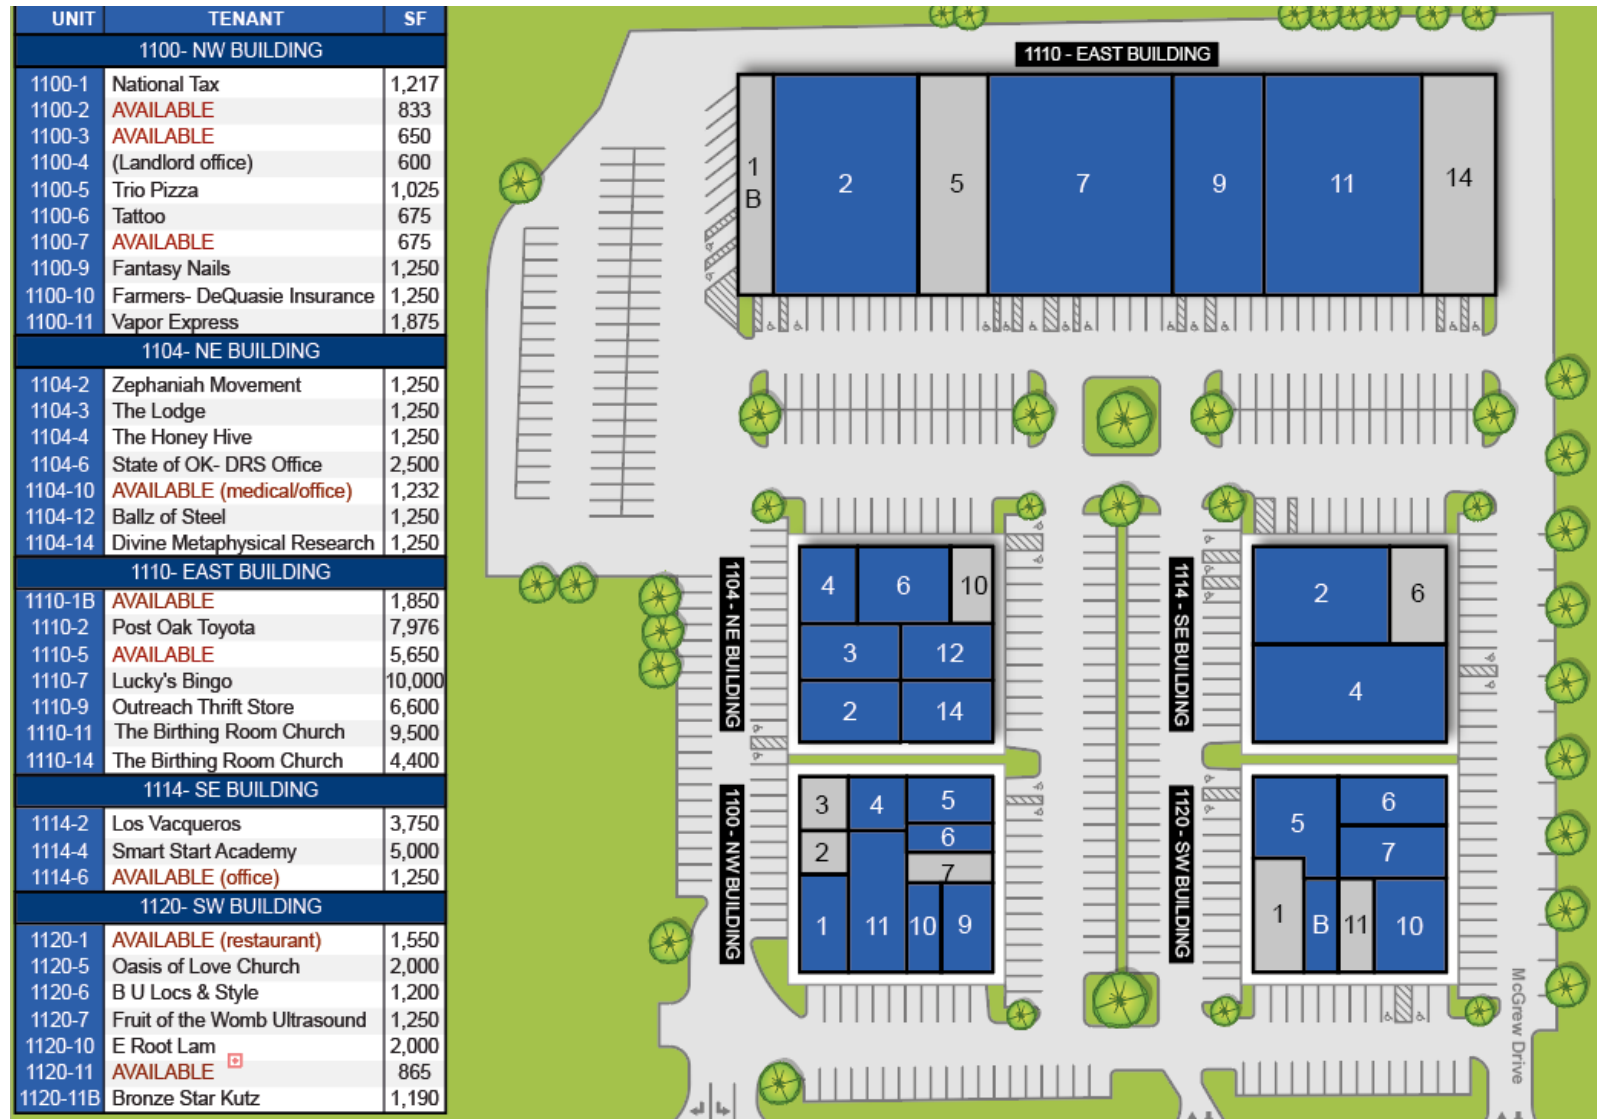 UNIT TENANT SF
1100- NW BUILDING
1100-1 National Tax 1,217
1100-2 AVAILABLE 833
1100-3 AVAILABLE 650
1100-4 (Landlord office) 600
1100-5 Trio Pizza 1,025
1100-6 Tattoo 675
1100-7 AVAILABLE 675
1100-9 Fantasy Nails 1,250
1100-10 Farmers- DeQuasie Insurance 1,250
1100-11 Vapor Express 1,875
1104- NE BUILDING
1104-2 Zephaniah Movement 1,250
1104-3 The Lodge 1,250
1104-4 The Honey Hive 1,250
1104-6 State of OK- DRS Office 2,500
1104-10 AVAILABLE (medical/office) 1,232
1104-12 Ballz of Steel 1,250
1104-14 Divine Metaphysical Research 1,250
1110- EAST BUILDING
1110-1B AVAILABLE 1,850
1110-2 Post Oak Toyota 7,976
1110-5 AVAILABLE 5,650
1110-7 Lucky's Bingo 10,000
1110-9 Outreach Thrift Store 6,600
1110-11 The Birthing Room Church 9,500
1110-14 The Birthing Room Church 4,400
1114- SE BUILDING
1114-2 Los Vacqueros 3,750
1114-4 Smart Start Academy 5,000
1114-6 AVAILABLE (office) 1,250
1120- SW BUILDING
1120-1 AVAILABLE (restaurant) 1,550
1120-5 Oasis of Love Church 2,000
1120-6 B U Locs & Style 1,200
1120-7 Fruit of the Womb Ultrasound 1,250
1120-10 E Root Lam 2,000
1120-11 AVAILABLE 865
1120-11B Bronze Star Kutz 1,190
1110 - EAST BUILDING
1 B 2 5 7 9 11 14
1104 - NE BUILDING
4 6 10
3 12
2 14
1114 - SE BUILDING
2 6
4
1100 - NW BUILDING
3 4 5
2 6
7
1 11 10 9
1120 - SW BUILDING
5 6
7
1 B 11 10
McGrew Drive